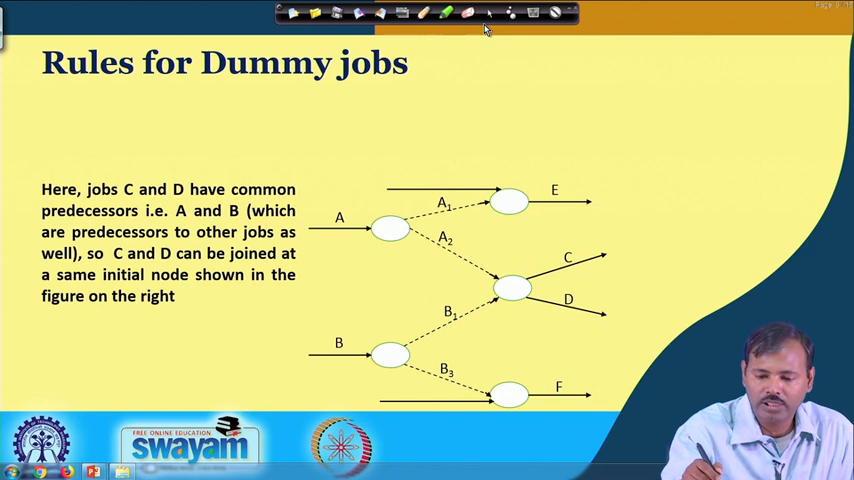 Rules for Dummy jobs
Here, jobs C and D have common
predecessors i.e. A and B (which
are predecessors to other jobs as
well), so C and D can be joined at
a same initial node shown in the
figure on the right
A
A1
E
A2
C
D
B1
B
B3
F
FREE ONLINE EDUCATION
swayam